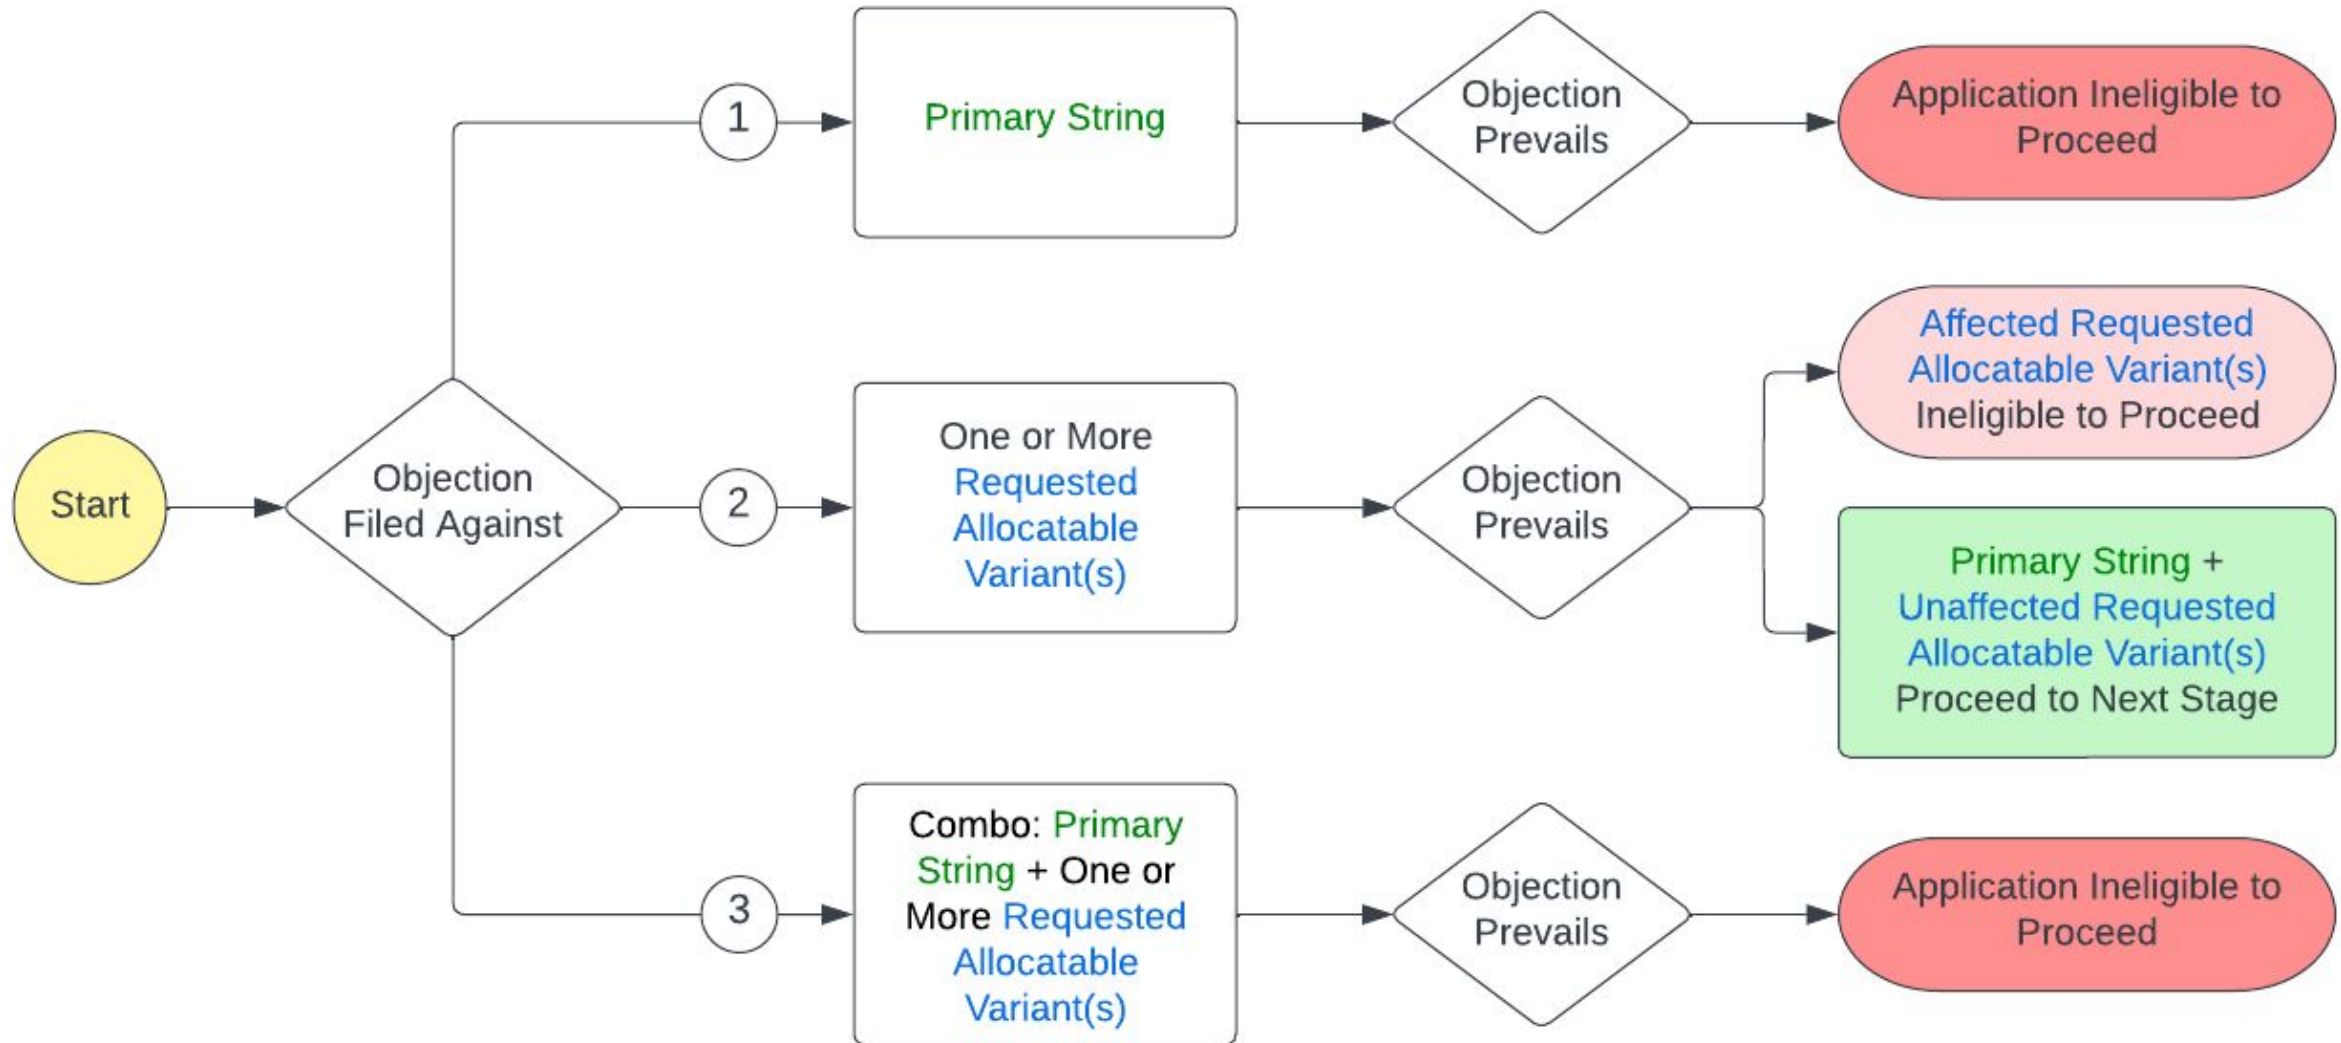 Start
Objection
Filed Against
1
Primary String
Objection
Prevails
Application Ineligible to
Proceed
2
One or More
Requested
Allocatable
Variant(s)
Objection
Prevails
Affected Requested
Allocatable Variant(s)
Ineligible to Proceed
Primary String +
Unaffected Requested
Allocatable Variant(s)
Proceed to Next Stage
3
Combo: Primary
String + One or
More Requested
Allocatable
Variant(s)
Objection
Prevails
Application Ineligible to
Proceed